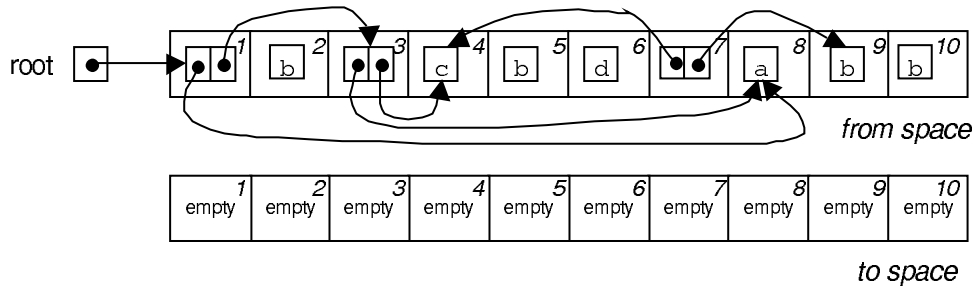 1 2 3 4 5 6 7 8 9 10
root b c b d a b b
from space
1 2 3 4 5 6 7 8 9 10
empty empty empty empty empty empty empty empty empty empty
to space